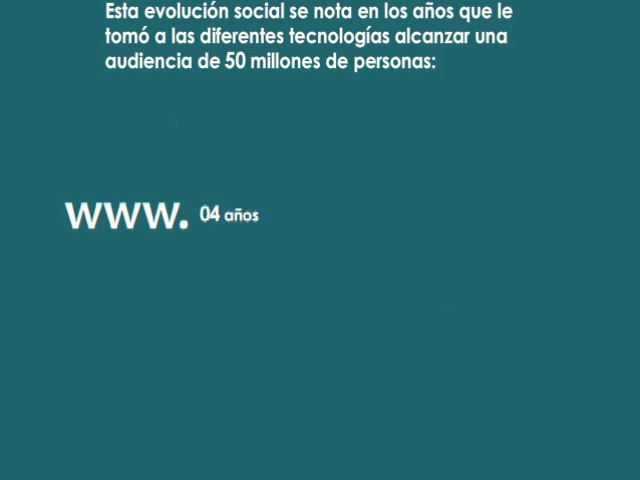 Esta evolución social se nota en los años que le
tomó a las diferentes tecnologías alcanzar una
audiencia de 50 millones de personas:
www. 04 años